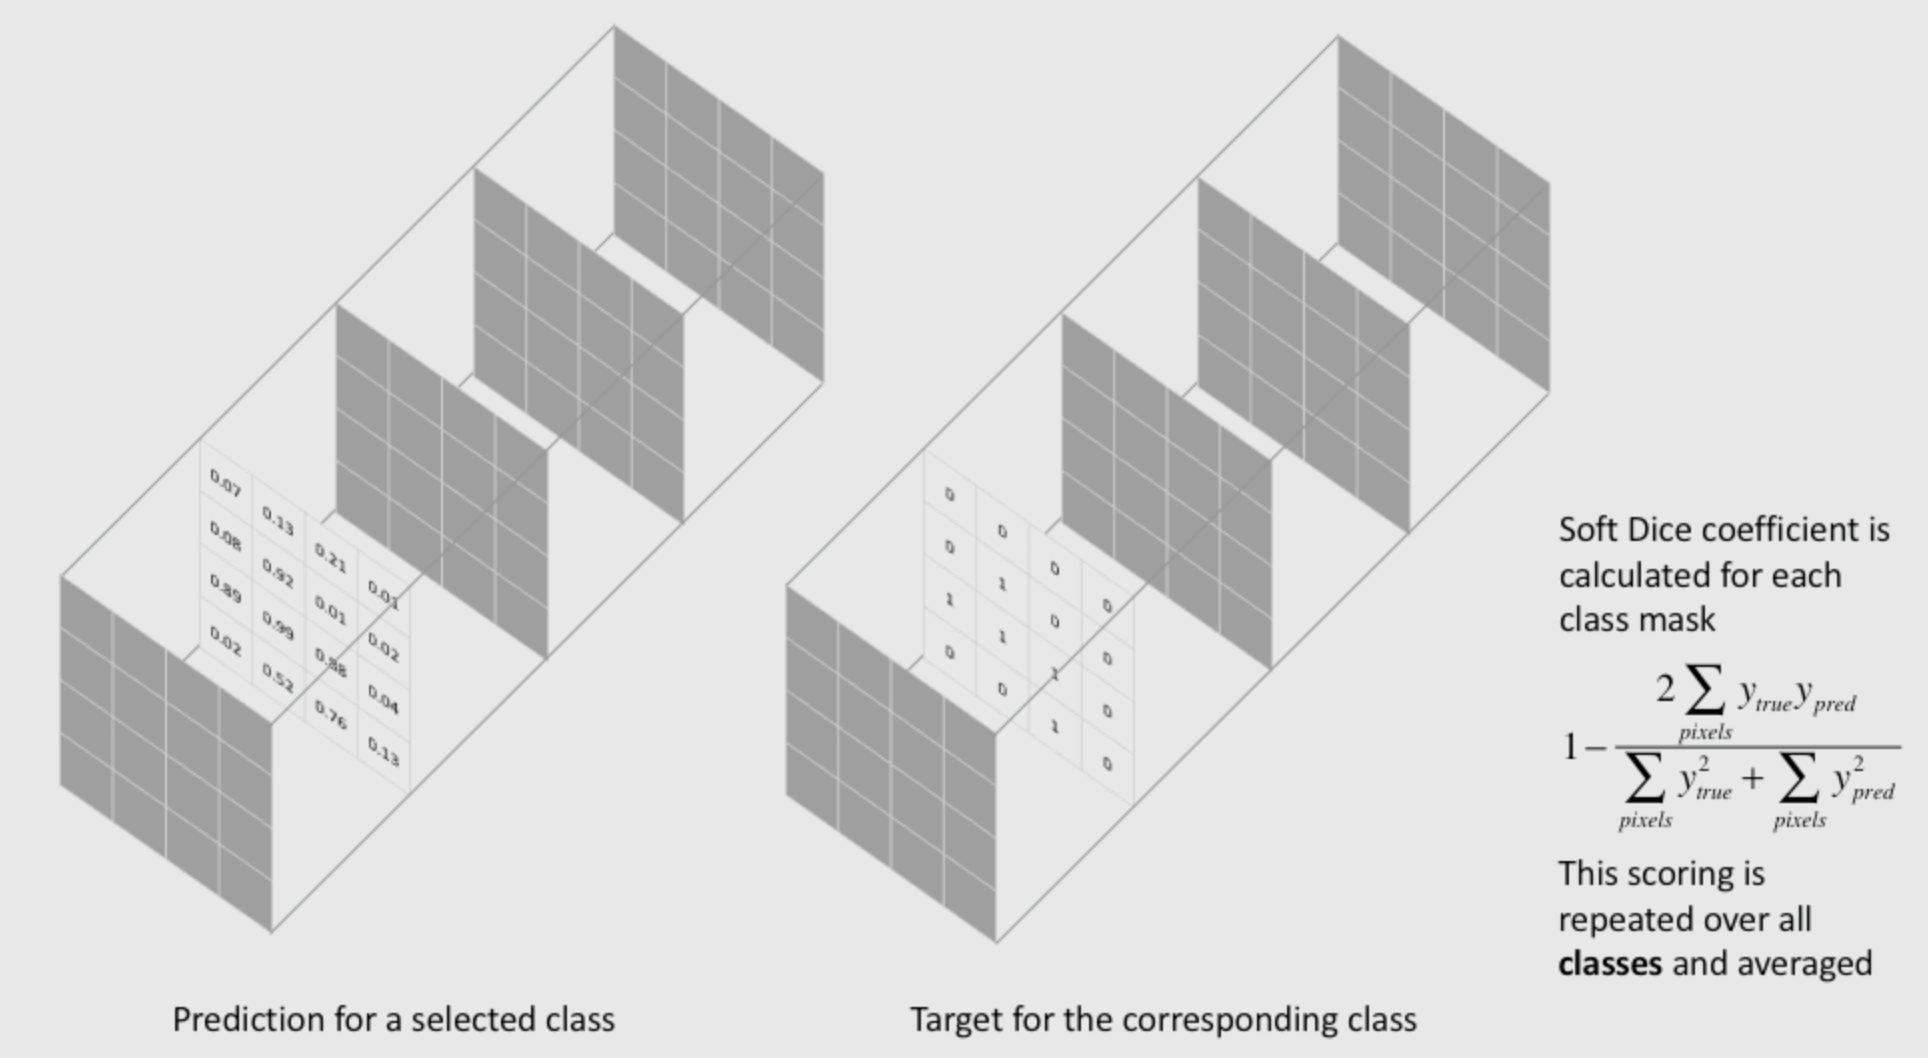 0.07 0.13 0.21 0.01
0.08 0.92 0.01 0.02
0.89 0.99 0.88 0.04
0.02 0.52 0.76 0.13
0 0 0 0
0 1 0 0
1 1 1 0
0 0 1 0
Soft Dice coefficient is
calculated for each
class mask
2 ∑ y_true y_pred
pixels
1 −
∑ y²_true + ∑ y²_pred
pixels pixels
This scoring is
repeated over all
classes and averaged
Prediction for a selected class
Target for the corresponding class